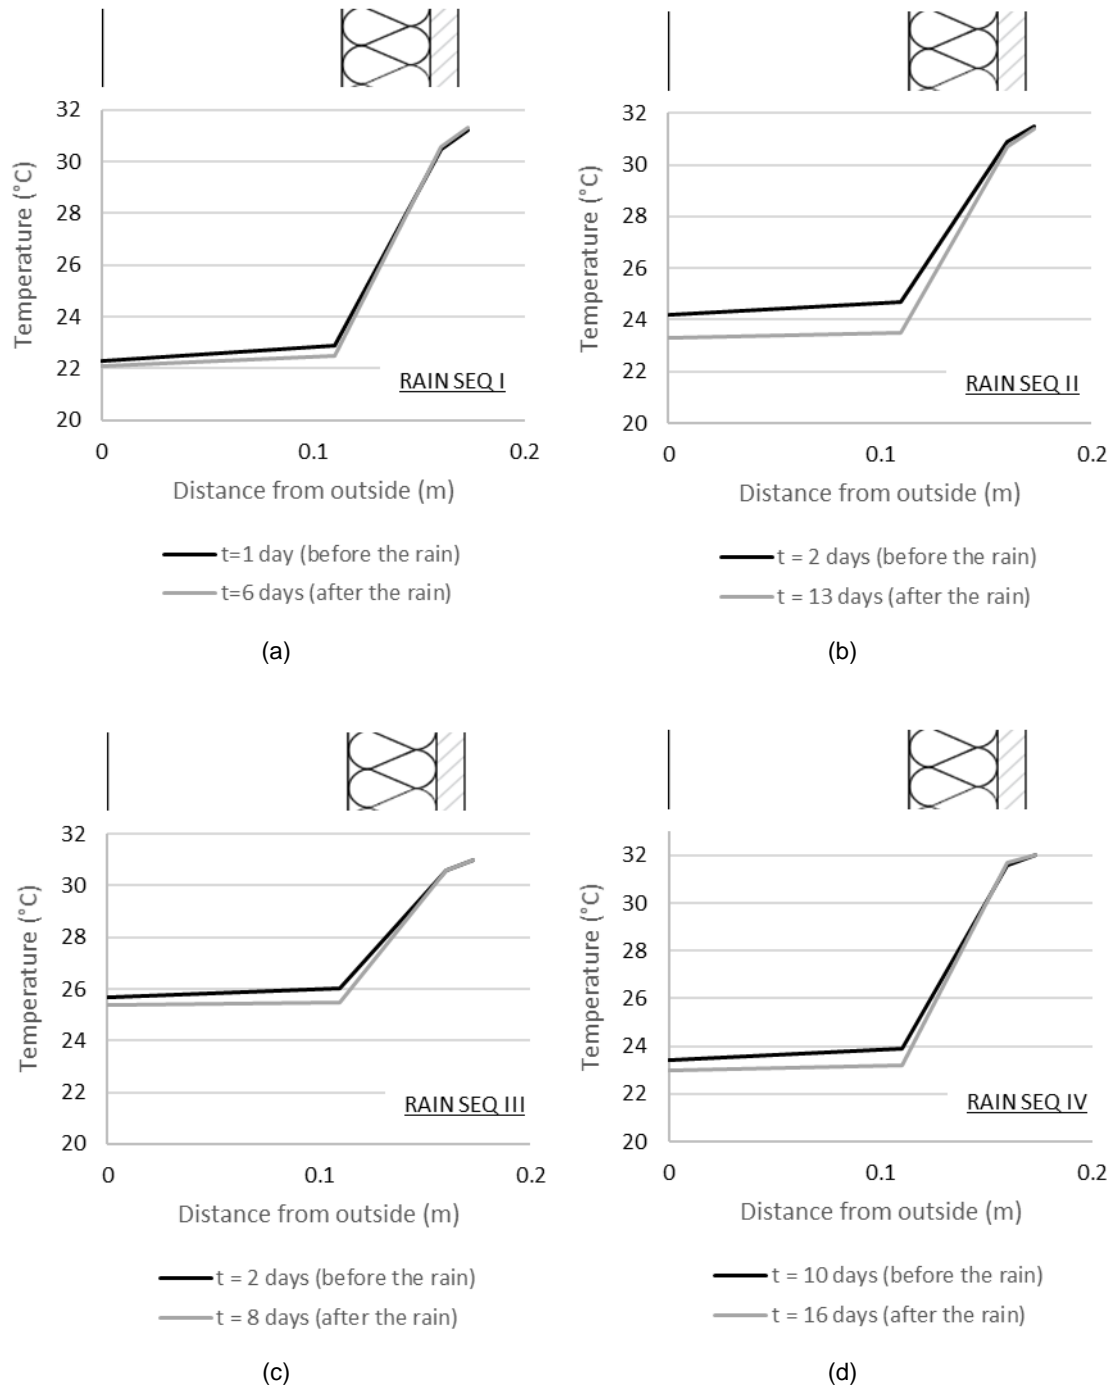 32
30
28
26
24
22
20
Temperature (°C)
RAIN SEQ I
0
0.1
0.2
Distance from outside (m)
t=1 day (before the rain)
t=6 days (after the rain)
(a)
32
30
28
26
24
22
20
Temperature (°C)
RAIN SEQ II
0
0.1
0.2
Distance from outside (m)
t = 2 days (before the rain)
t = 13 days (after the rain)
(b)
32
30
28
26
24
22
20
Temperature (°C)
RAIN SEQ III
0
0.1
0.2
Distance from outside (m)
t = 2 days (before the rain)
t = 8 days (after the rain)
(c)
32
30
28
26
24
22
20
Temperature (°C)
RAIN SEQ IV
0
0.1
0.2
Distance from outside (m)
t = 10 days (before the rain)
t = 16 days (after the rain)
(d)